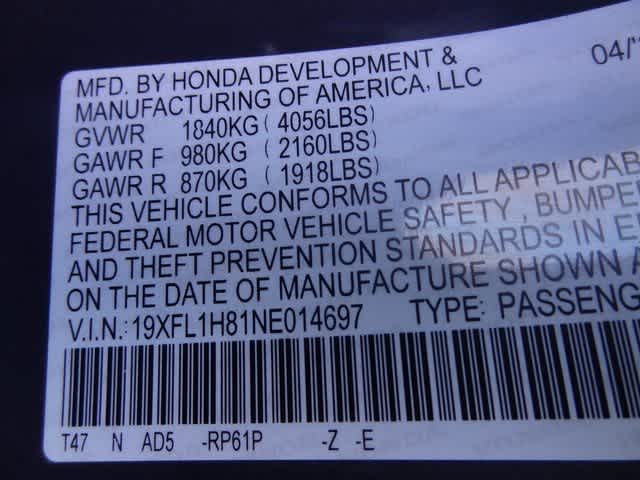 MFD. BY HONDA DEVELOPMENT & 04/
MANUFACTURING OF AMERICA, LLC
GVWR 1840KG ( 4056LBS)
GAWR F 980KG ( 2160LBS)
GAWR R 870KG ( 1918LBS)
THIS VEHICLE CONFORMS TO ALL APPLICAB
FEDERAL MOTOR VEHICLE SAFETY , BUMPE
AND THEFT PREVENTION STANDARDS IN E
ON THE DATE OF MANUFACTURE SHOWN A
V.I.N.: 19XFL1H81NE014697 TYPE: PASSENG
T47 N AD5 -RP61P -Z -E